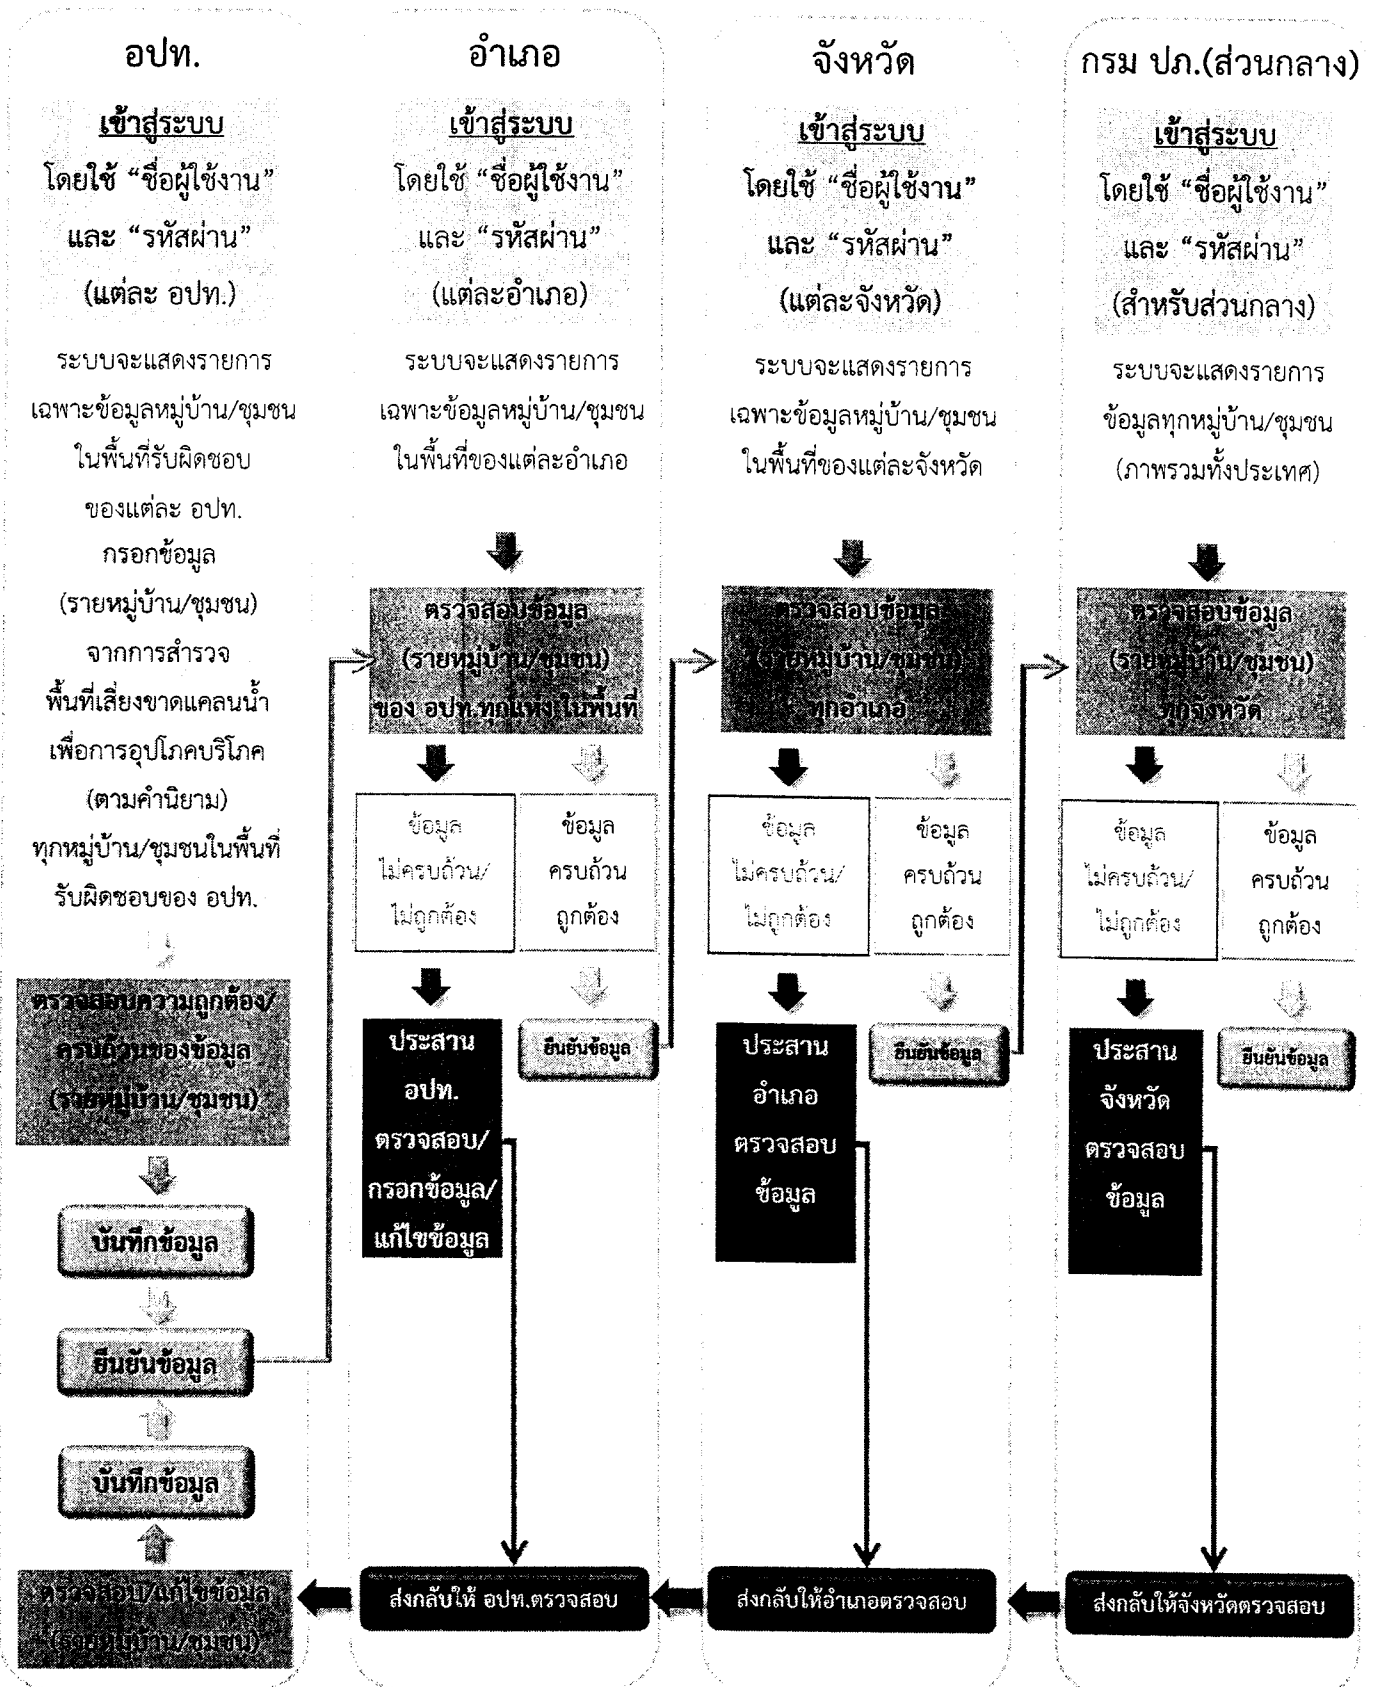 อปท.
เข้าสู่ระบบ
โดยใช้ “ชื่อผู้ใช้งาน”
และ “รหัสผ่าน”
(แต่ละ อปท.)
ระบบจะแสดงรายการ
เฉพาะข้อมูลหมู่บ้าน/ชุมชน
ในพื้นที่รับผิดชอบ
ของแต่ละ อปท.
กรอกข้อมูล
(รายหมู่บ้าน/ชุมชน)
จากการสำรวจ
พื้นที่เสี่ยงขาดแคลนน้ำ
เพื่อการอุปโภคบริโภค
(ตามคำนิยาม)
ทุกหมู่บ้าน/ชุมชนในพื้นที่
รับผิดชอบของ อปท.
ตรวจสอบความถูกต้อง/
ครบถ้วนของข้อมูล
(รายหมู่บ้าน/ชุมชน)
บันทึกข้อมูล
ยืนยันข้อมูล
บันทึกข้อมูล
ตรวจสอบ/แก้ไขข้อมูล
(รายหมู่บ้าน/ชุมชน)
อำเภอ
เข้าสู่ระบบ
โดยใช้ “ชื่อผู้ใช้งาน”
และ “รหัสผ่าน”
(แต่ละอำเภอ)
ระบบจะแสดงรายการ
เฉพาะข้อมูลหมู่บ้าน/ชุมชน
ในพื้นที่ของแต่ละอำเภอ
ตรวจสอบข้อมูล
(รายหมู่บ้าน/ชุมชน)
ของ อปท.ทุกแห่งในพื้นที่
ข้อมูล
ไม่ครบถ้วน/
ไม่ถูกต้อง
ข้อมูล
ครบถ้วน
ถูกต้อง
ประสาน
อปท.
ตรวจสอบ/
กรอกข้อมูล/
แก้ไขข้อมูล
ยืนยันข้อมูล
ส่งกลับให้ อปท.ตรวจสอบ
จังหวัด
เข้าสู่ระบบ
โดยใช้ “ชื่อผู้ใช้งาน”
และ “รหัสผ่าน”
(แต่ละจังหวัด)
ระบบจะแสดงรายการ
เฉพาะข้อมูลหมู่บ้าน/ชุมชน
ในพื้นที่ของแต่ละจังหวัด
ตรวจสอบข้อมูล
(รายหมู่บ้าน/ชุมชน)
ทุกอำเภอ
ข้อมูล
ไม่ครบถ้วน/
ไม่ถูกต้อง
ข้อมูล
ครบถ้วน
ถูกต้อง
ประสาน
อำเภอ
ตรวจสอบ
ข้อมูล
ยืนยันข้อมูล
ส่งกลับให้อำเภอตรวจสอบ
กรม ปภ.(ส่วนกลาง)
เข้าสู่ระบบ
โดยใช้ “ชื่อผู้ใช้งาน”
และ “รหัสผ่าน”
(สำหรับส่วนกลาง)
ระบบจะแสดงรายการ
ข้อมูลทุกหมู่บ้าน/ชุมชน
(ภาพรวมทั้งประเทศ)
ตรวจสอบข้อมูล
(รายหมู่บ้าน/ชุมชน)
ทุกจังหวัด
ข้อมูล
ไม่ครบถ้วน/
ไม่ถูกต้อง
ข้อมูล
ครบถ้วน
ถูกต้อง
ประสาน
จังหวัด
ตรวจสอบ
ข้อมูล
ยืนยันข้อมูล
ส่งกลับให้จังหวัดตรวจสอบ